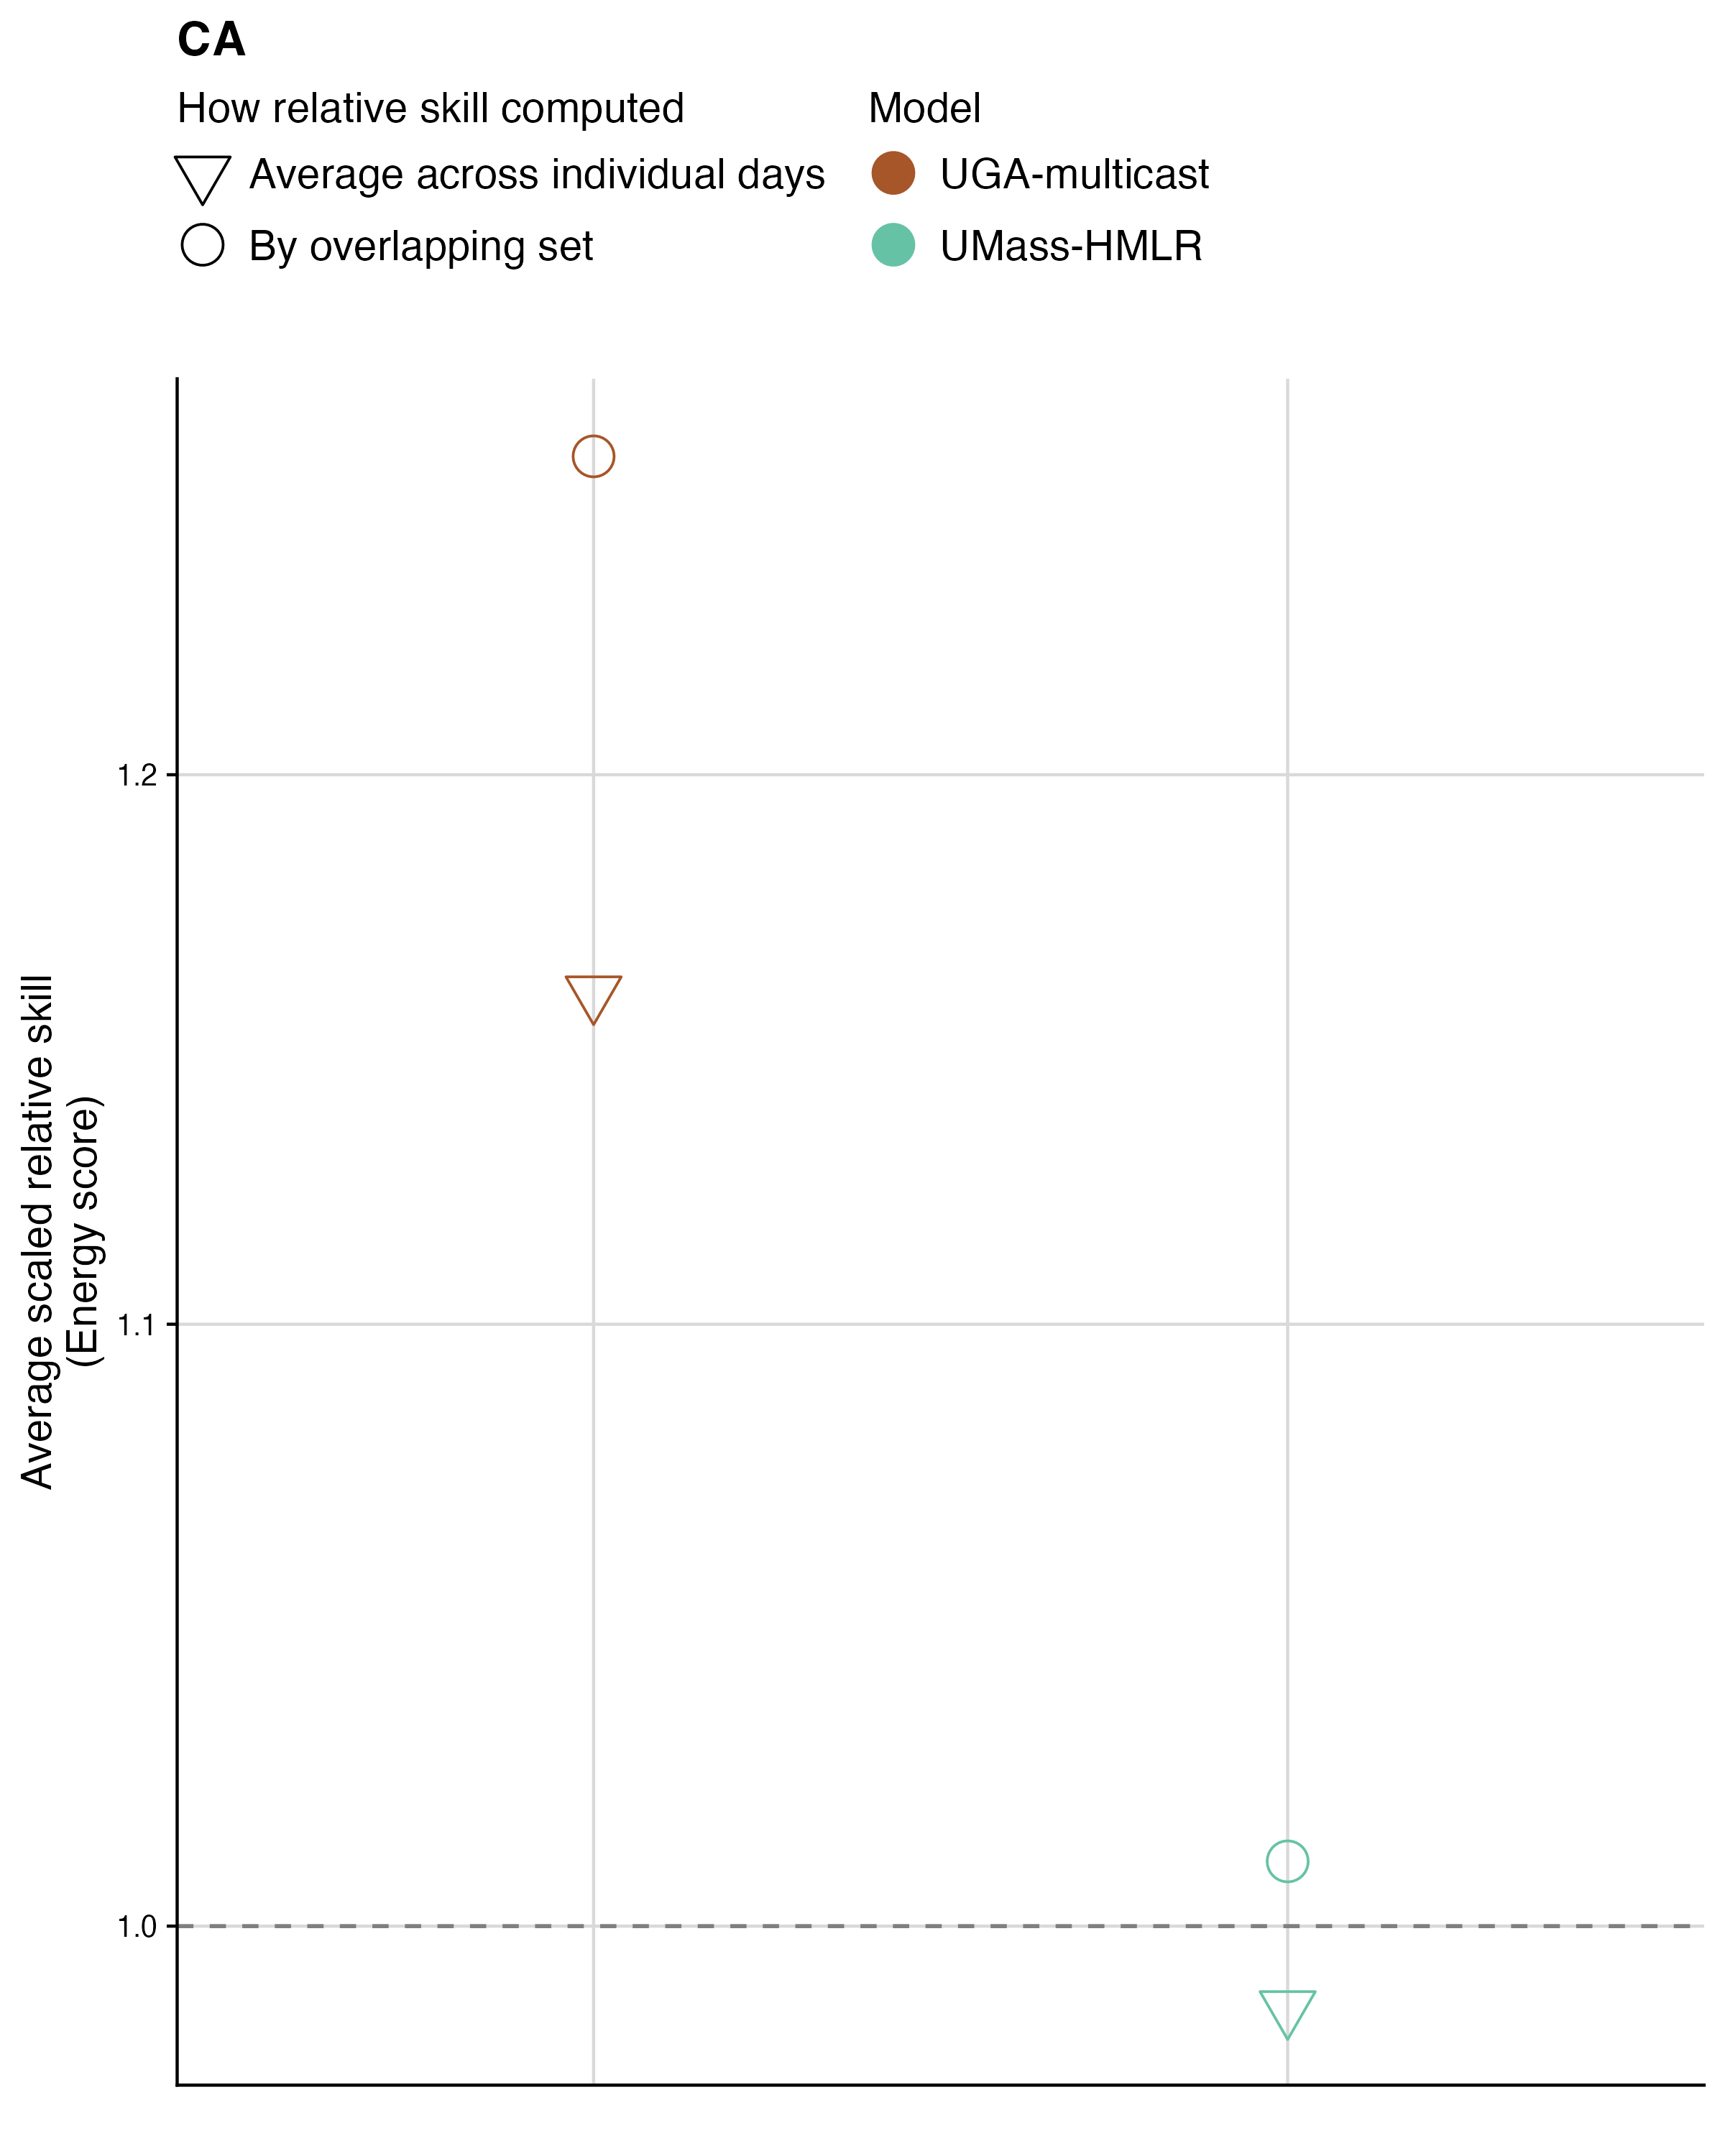 CA
How relative skill computed
Average across individual days
By overlapping set
Model
UGA-multicast
UMass-HMLR
Average scaled relative skill
(Energy score)
1.2
1.1
1.0